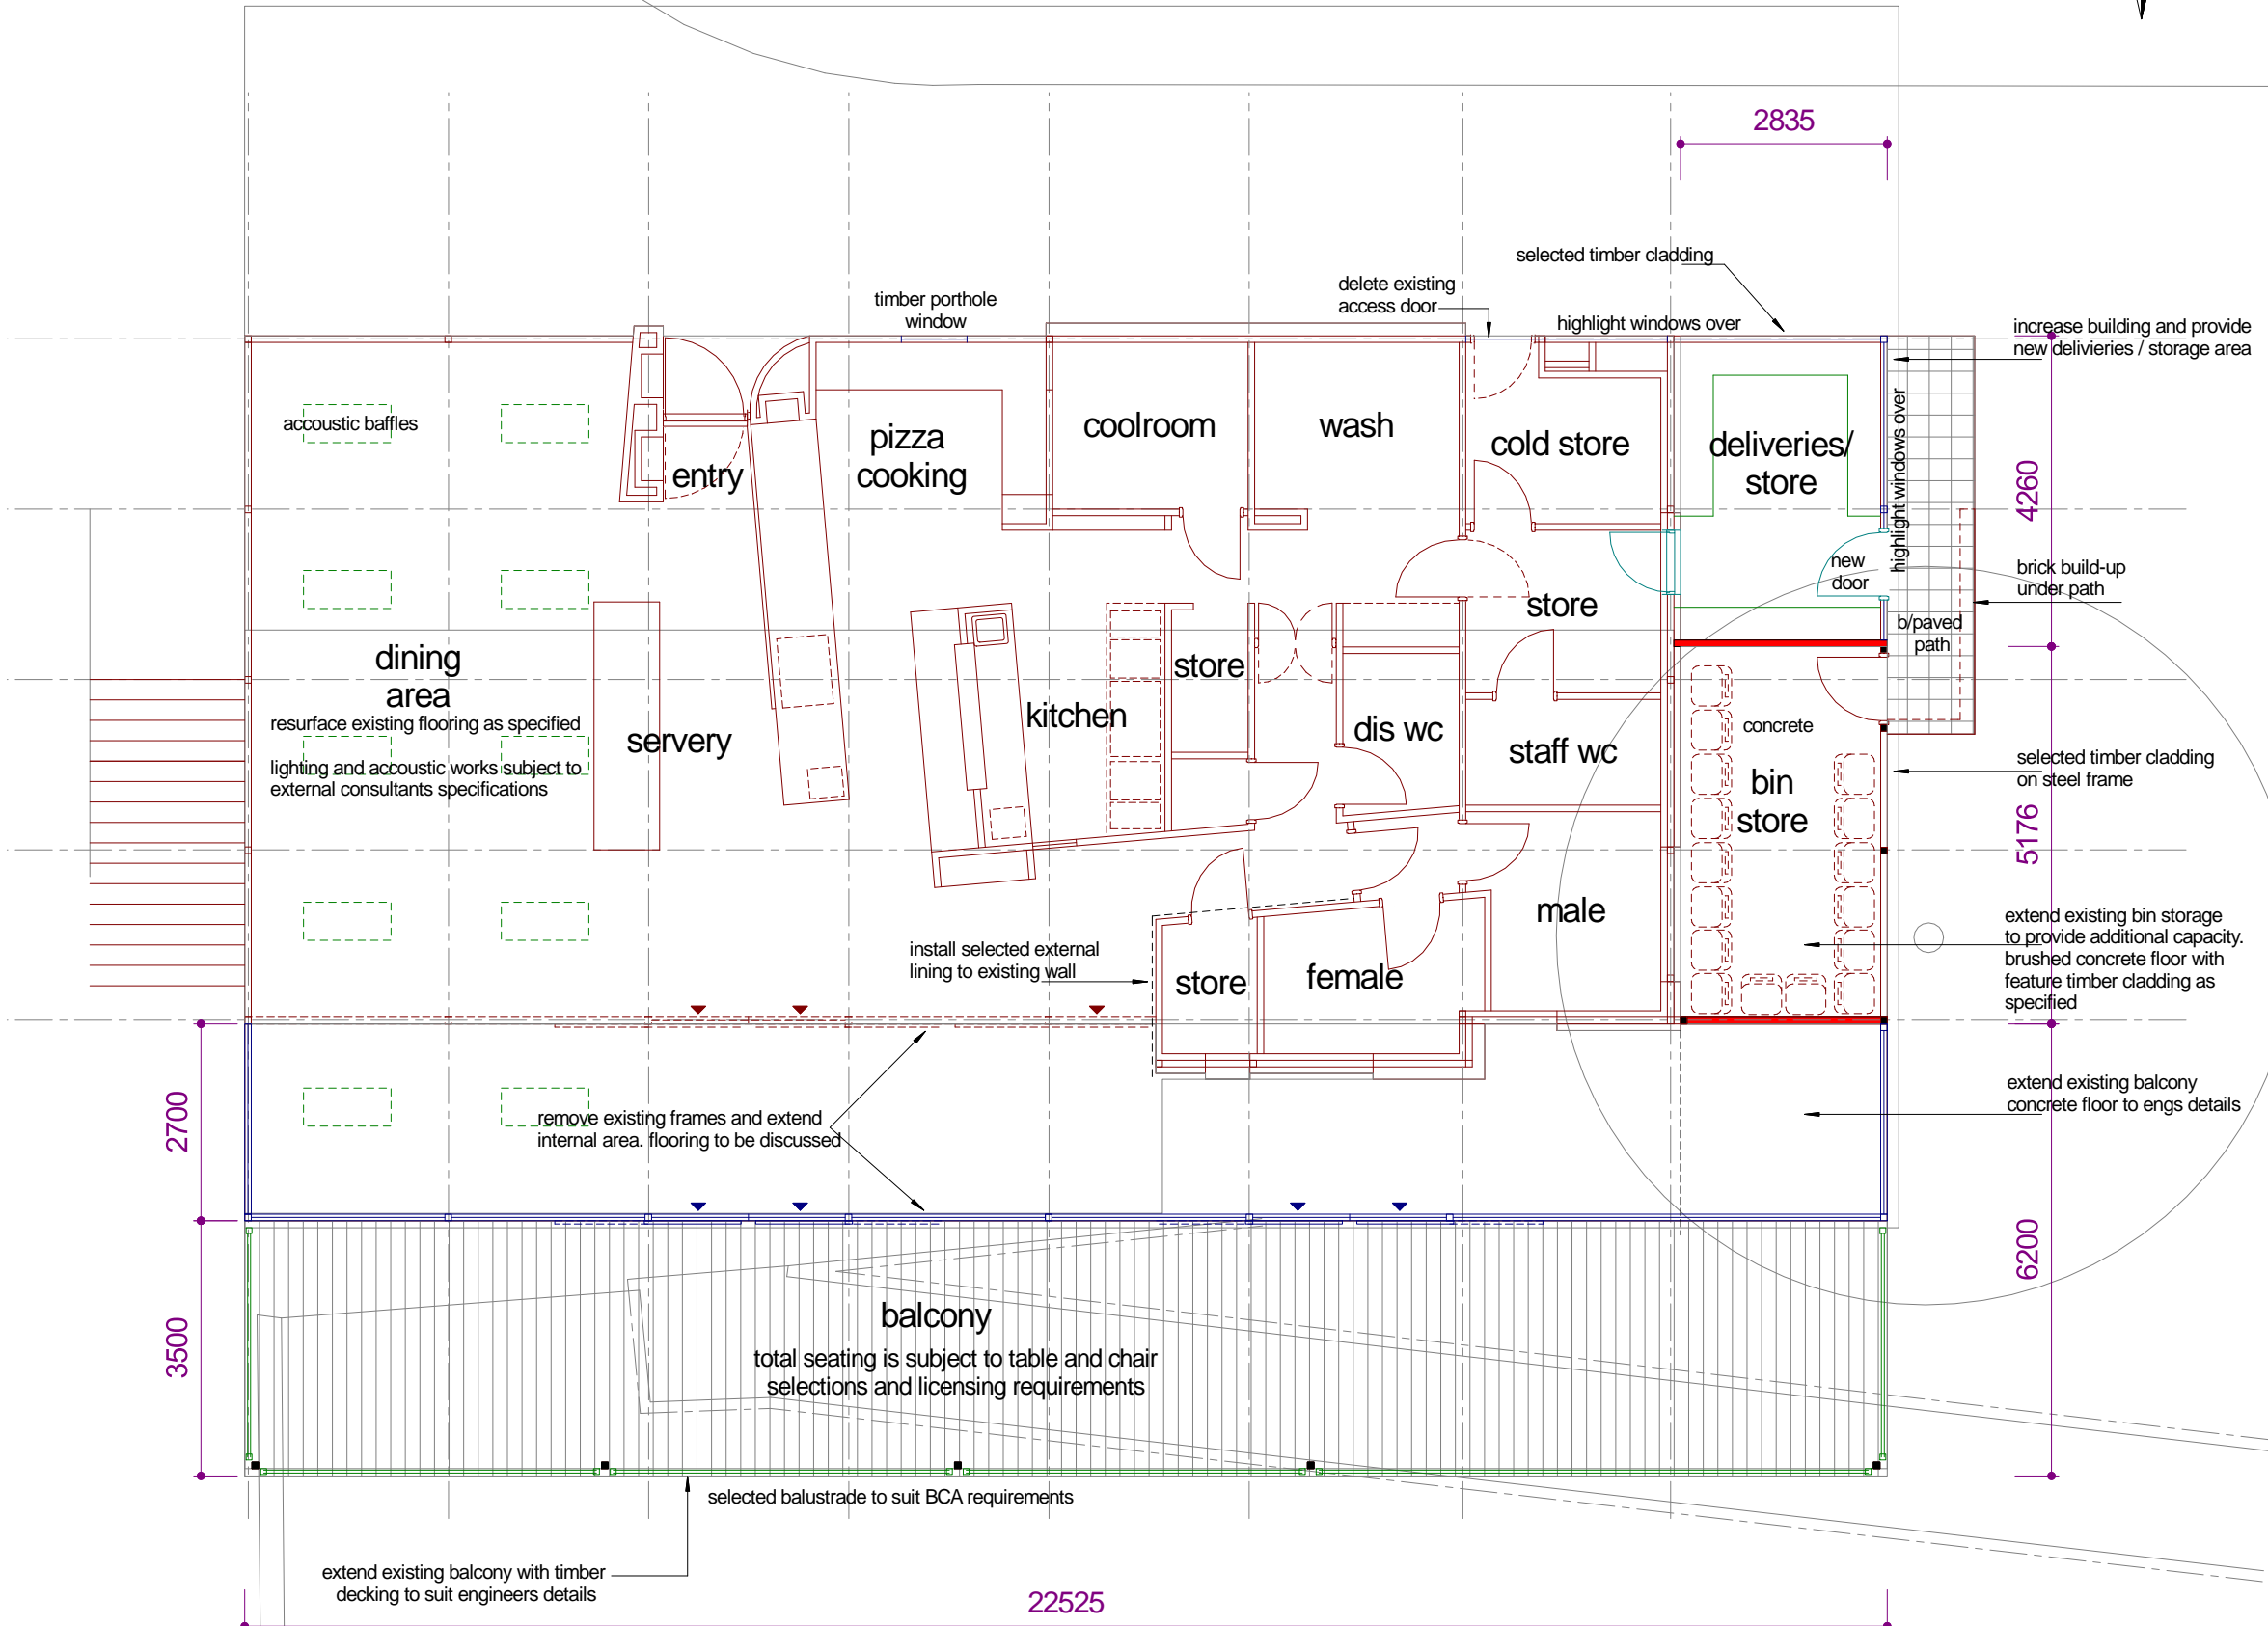 2835
selected timber cladding
delete existing
access door
timber porthole
window
highlight windows over
increase building and provide
new delivieries / storage area
accoustic baffles
entry
pizza
cooking
coolroom
wash
cold store
deliveries/
store
highlight windows over
4260
new
door
brick build-up
under path
store
b/paved
path
dining
area
resurface existing flooring as specified
lighting and accoustic works subject to
external consultants specifications
servery
kitchen
store
dis wc
staff wc
concrete
bin
store
selected timber cladding
on steel frame
5176
male
extend existing bin storage
to provide additional capacity.
brushed concrete floor with
feature timber cladding as
specified
install selected external
lining to existing wall
store
female
2700
remove existing frames and extend
internal area. flooring to be discussed
extend existing balcony
concrete floor to engs details
6200
3500
balcony
total seating is subject to table and chair
selections and licensing requirements
selected balustrade to suit BCA requirements
extend existing balcony with timber
decking to suit engineers details
22525